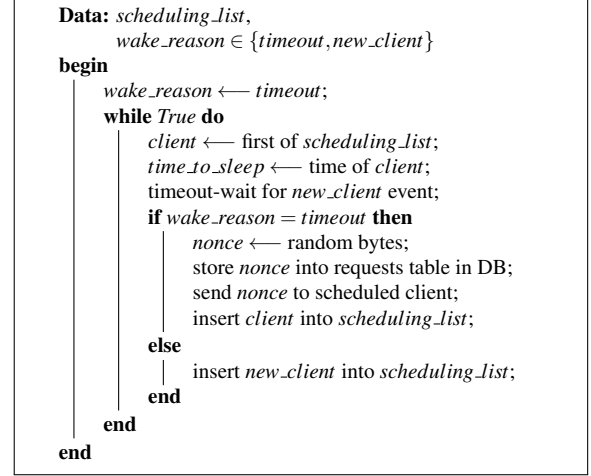 Data: scheduling_list,
wake_reason ∈ {timeout,new_client}
begin
wake_reason ⟵ timeout;
while True do
client ⟵ first of scheduling_list;
time_to_sleep ⟵ time of client;
timeout-wait for new_client event;
if wake_reason = timeout then
nonce ⟵ random bytes;
store nonce into requests table in DB;
send nonce to scheduled client;
insert client into scheduling_list;
else
insert new_client into scheduling_list;
end
end
end